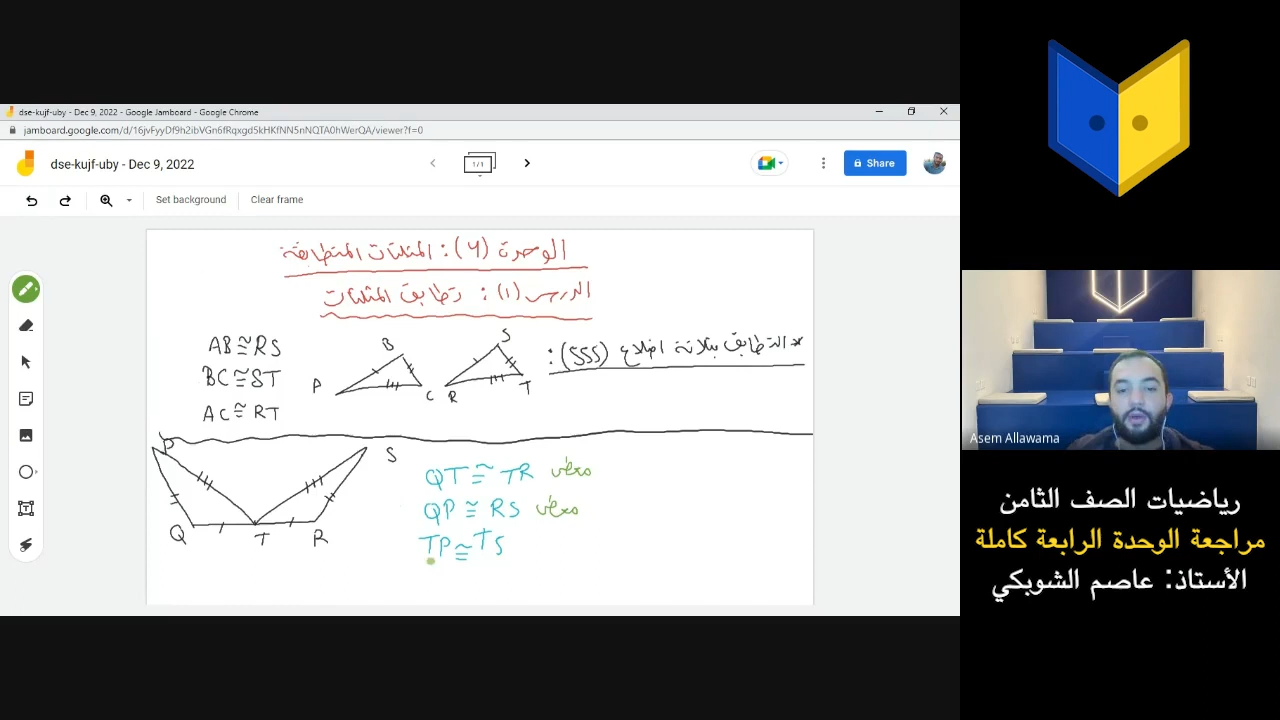 dse-kujf-uby - Dec 9, 2022 - Google Jamboard - Google Chrome
jamboard.google.com/d/16jvFyyDf9h2ibVGn6fRqxgd5kHKfNN5nNQTA0hWerQA/viewer?f=0
dse-kujf-uby - Dec 9, 2022
1/1
Share
Set background
Clear frame
الوحدة (٤): المثلثات المتطابقة
الدرس (١): تطابق المثلثات
* التطابق بثلاثة اضلاع (SSS):
AB ≅ RS
BC ≅ ST
AC ≅ RT
A B C
R S T
P S
Q T R
QT ≅ TR معطى
QP ≅ RS معطى
TP ≅ TS
Asem Allawama
رياضيات الصف الثامن
مراجعة الوحدة الرابعة كاملة
الأستاذ: عاصم الشوبكي